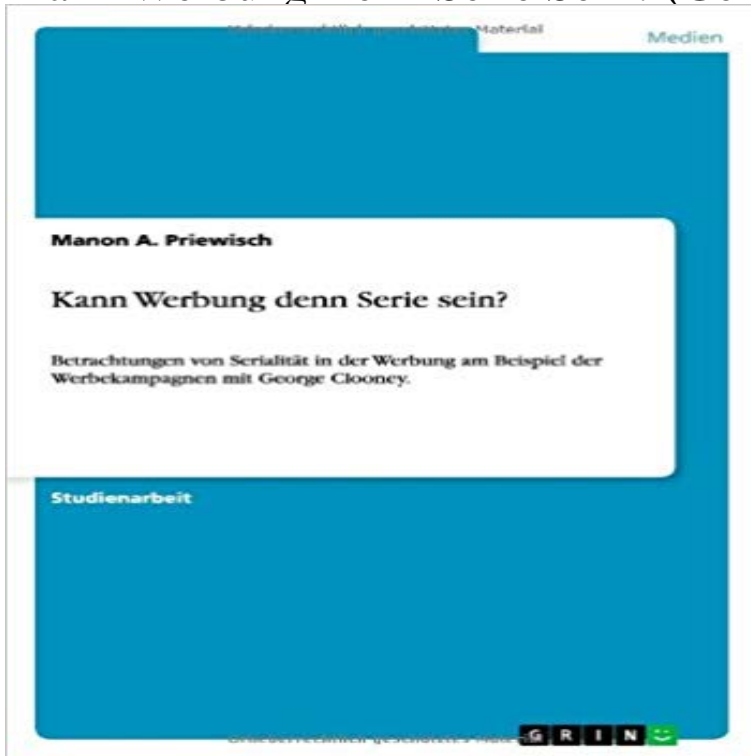 Medien
Manon A. Priewisch
Kann Werbung denn Serie sein?
Betrachtungen von Serialität in der Werbung am Beispiel der
Werbekampagnen mit George Clooney.
Studienarbeit
GRIN